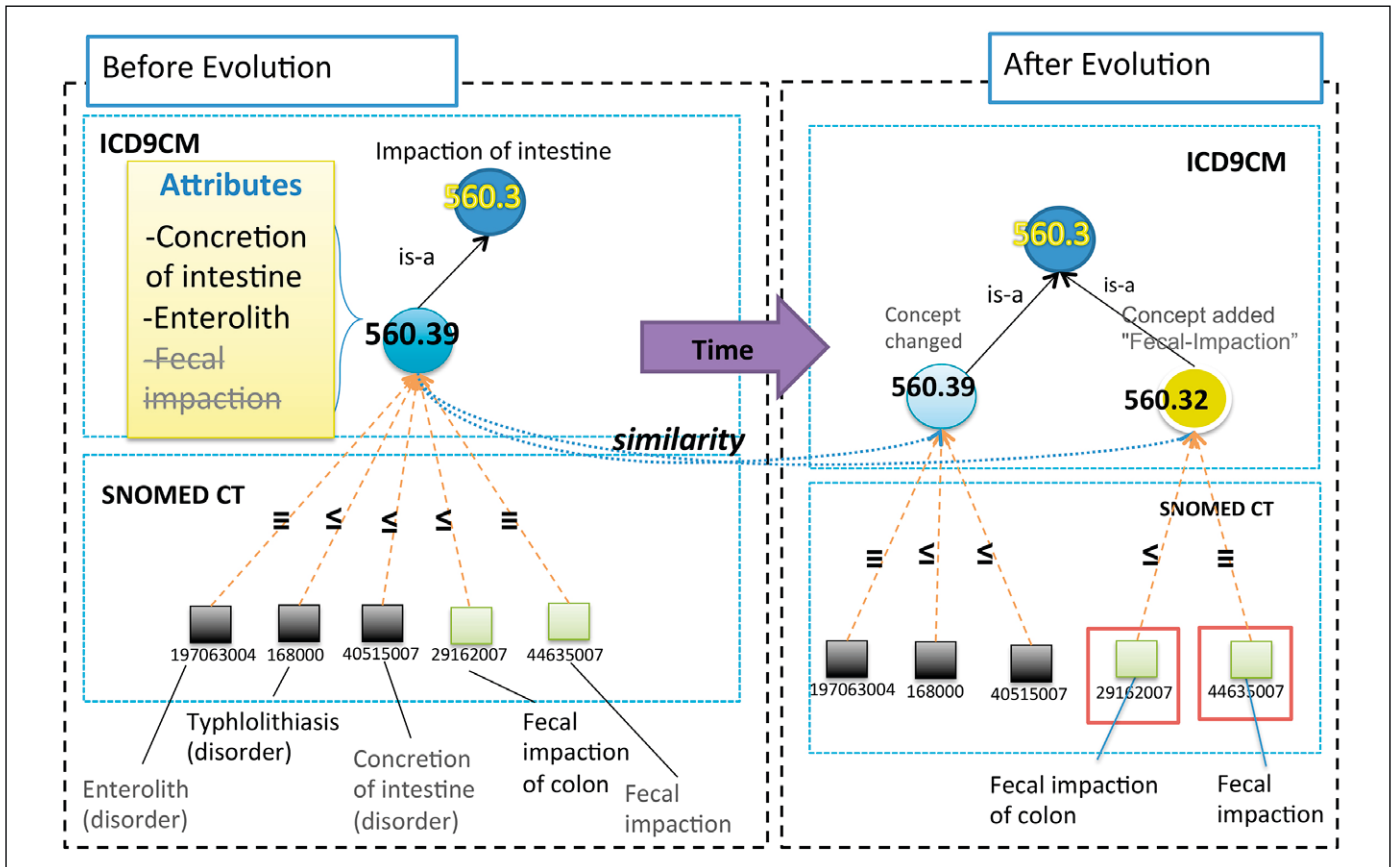 Before Evolution
ICD9CM
Attributes
-Concretion
of intestine
-Enterolith
-Fecal
impaction
Impaction of intestine
560.3
is-a
560.39
SNOMED CT
≡
≤
≤
≤
≡
197063004
168000
40515007
29162007
44635007
Enterolith
(disorder)
Typhlolithiasis
(disorder)
Concretion
of intestine
(disorder)
Fecal
impaction
of colon
Fecal
impaction
Time
similarity
After Evolution
ICD9CM
560.3
is-a
is-a
Concept
changed
Concept added
"Fecal-Impaction”
560.39
560.32
SNOMED CT
≡
≤
≤
≤
≡
197063004
168000
40515007
29162007
44635007
Fecal impaction
of colon
Fecal
impaction